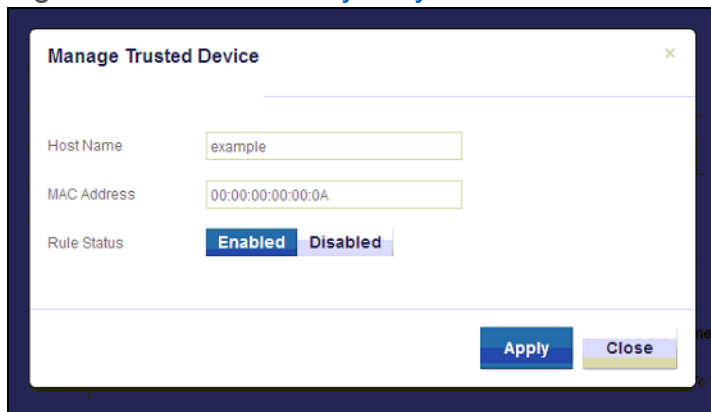 Manage Trusted Device ×
Host Name example
MAC Address 00:00:00:00:00:0A
Rule Status Enabled Disabled
Apply Close